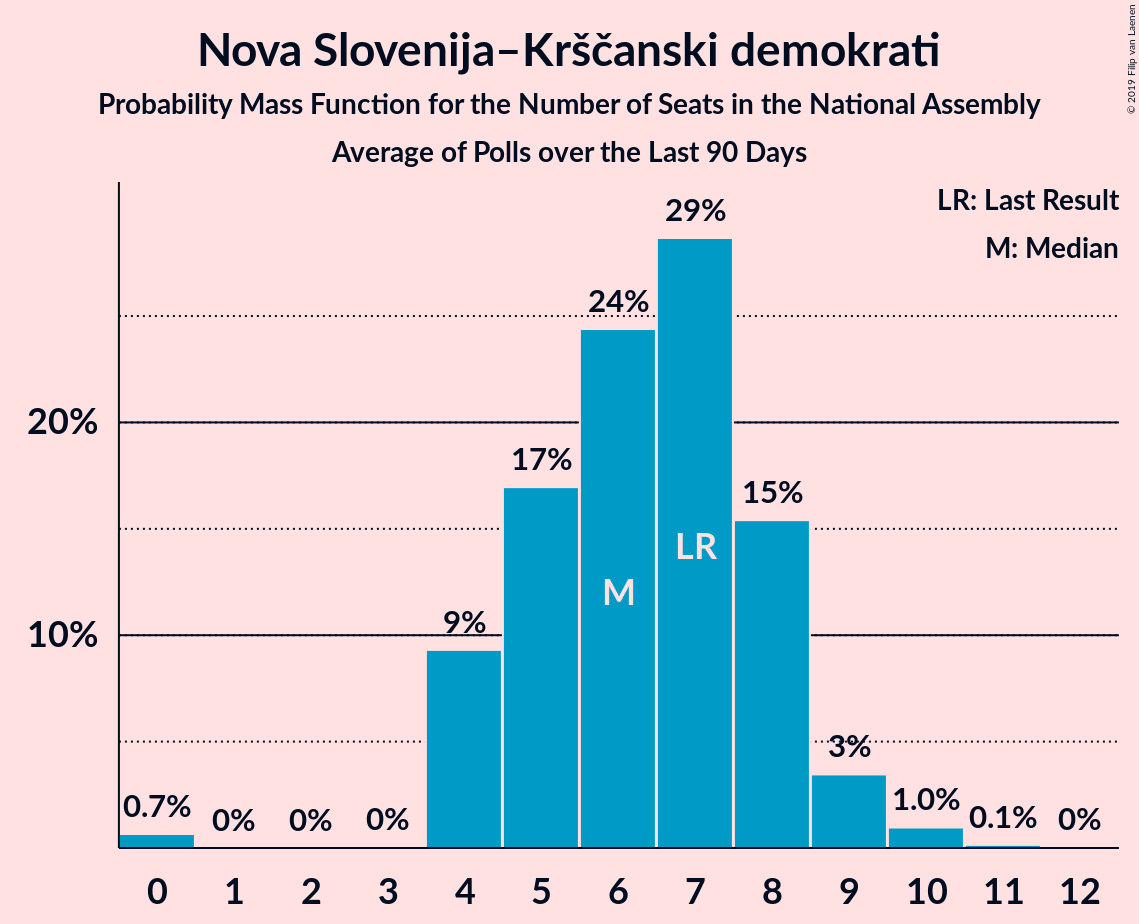 Nova Slovenija–Krščanski demokrati
Probability Mass Function for the Number of Seats in the National Assembly
Average of Polls over the Last 90 Days
© 2019 Filip van Laenen
LR: Last Result
M: Median
29%
24%
20%
17%
15%
LR
M
10%
9%
3%
0.7%
0%
0%
0%
1.0%
0.1%
0%
0 1 2 3 4 5 6 7 8 9 10 11 12